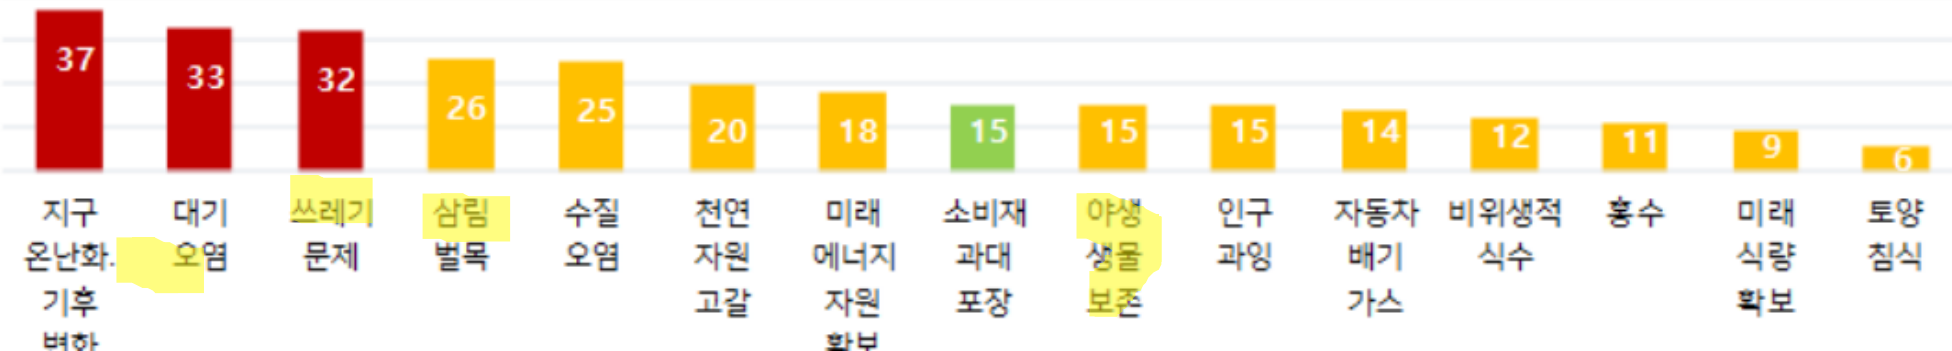 37 33 32 26 25 20 18 15 15 15 14 12 11 9 6
지구 대기 쓰레기 삼림 수질 천연 미래 소비재 야생 인구 자동차 비위생적 홍수 미래 토양
온난화. 오염 문제 벌목 오염 자원 에너지 과대 생물 과잉 배기 식수 식량 침식
기후 고갈 자원 포장 보존 가스 확보
변화 확보